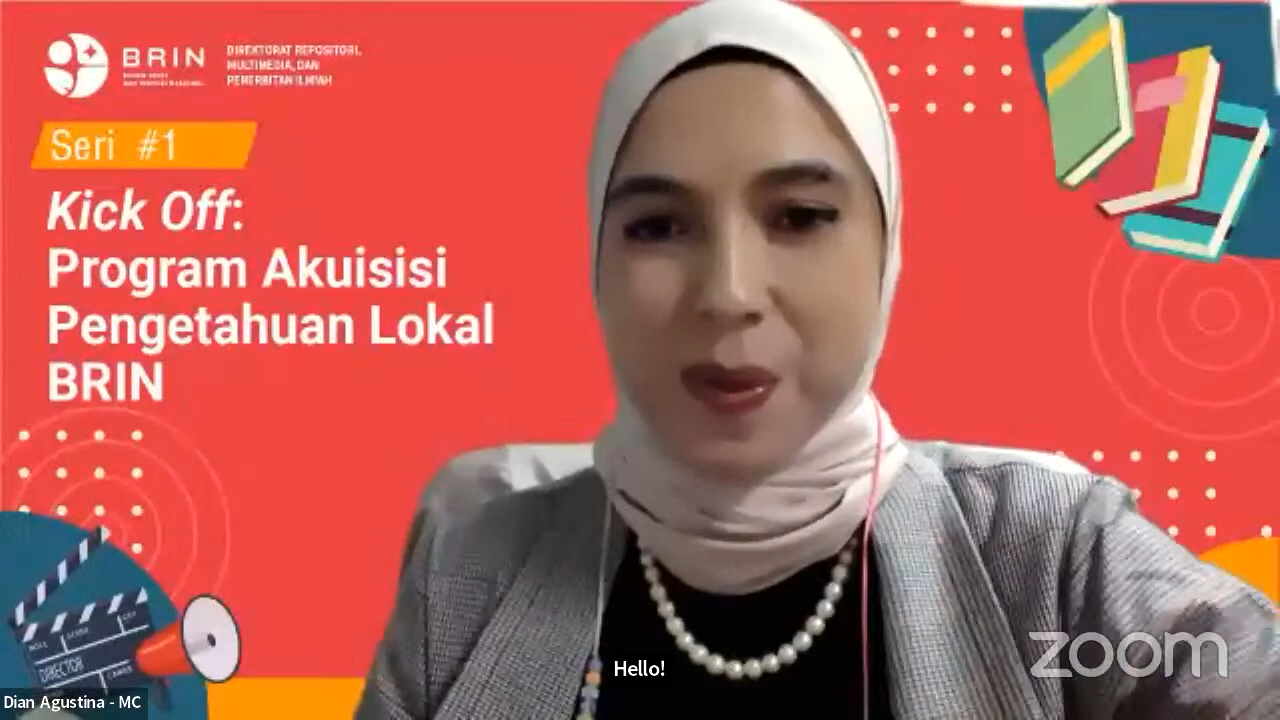 BRIN
DIREKTORAT REPOSITORI,
MULTIMEDIA, DAN
PENERBITAN ILMIAH
Seri #1
Kick Off:
Program Akuisisi
Pengetahuan Lokal
BRIN
DIRECTOR
Hello!
zoom
Dian Agustina - MC